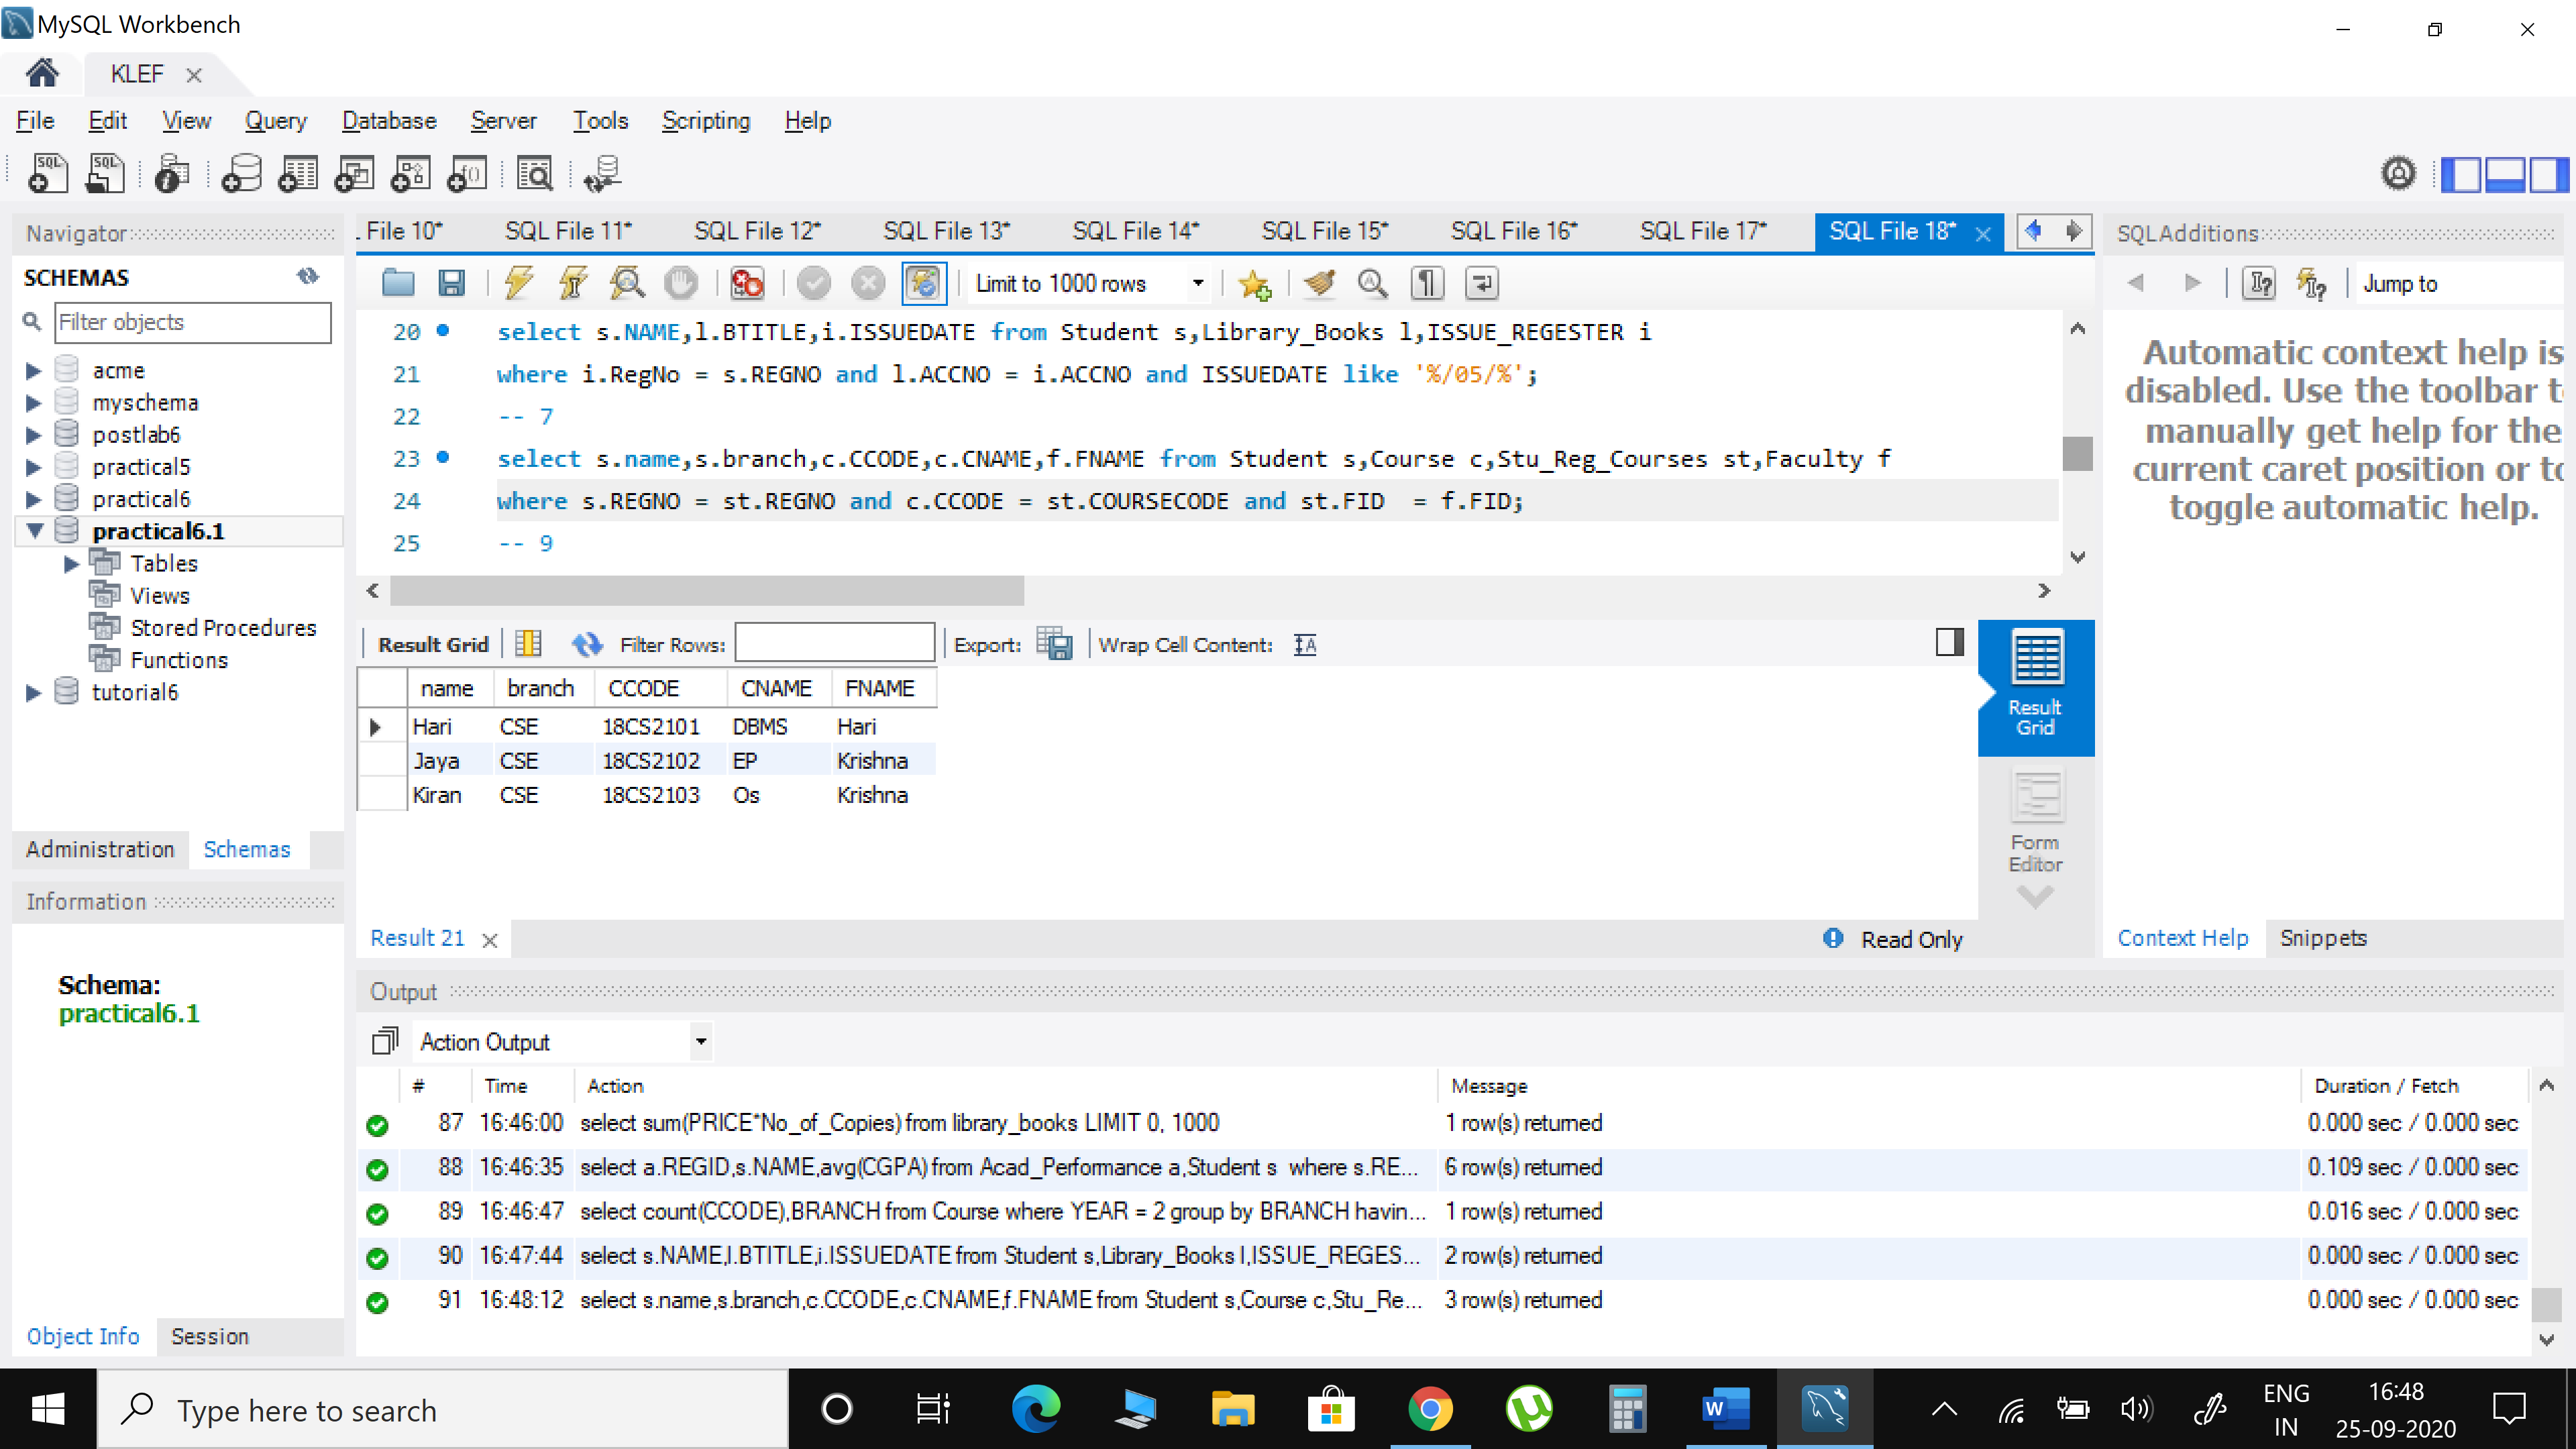 MySQL Workbench
KLEF
File Edit View Query Database Server Tools Scripting Help
Navigator
SCHEMAS
Filter objects
acme
myschema
postlab6
practical5
practical6
practical6.1
Tables
Views
Stored Procedures
Functions
tutorial6
Administration Schemas
Information
Schema:
practical6.1
Object Info Session
File 10* SQL File 11* SQL File 12* SQL File 13* SQL File 14* SQL File 15* SQL File 16* SQL File 17* SQL File 18*
Limit to 1000 rows
20 select s.NAME,l.BTITLE,i.ISSUEDATE from Student s,Library_Books l,ISSUE_REGESTER i
21 where i.RegNo = s.REGNO and l.ACCNO = i.ACCNO and ISSUEDATE like '%/05/%';
22 -- 7
23 select s.name,s.branch,c.CCODE,c.CNAME,f.FNAME from Student s,Course c,Stu_Reg_Courses st,Faculty f
24 where s.REGNO = st.REGNO and c.CCODE = st.COURSECODE and st.FID  = f.FID;
25 -- 9
Result Grid Filter Rows: Export: Wrap Cell Content:
name branch CCODE CNAME FNAME
Hari CSE 18CS2101 DBMS Hari
Jaya CSE 18CS2102 EP Krishna
Kiran CSE 18CS2103 Os Krishna
Result
Grid
Form
Editor
Result 21
Read Only
SQLAdditions
Jump to
Automatic context help is
disabled. Use the toolbar t
manually get help for the
current caret position or to
toggle automatic help.
Context Help Snippets
Output
Action Output
# Time Action Message Duration / Fetch
87 16:46:00 select sum(PRICE*No_of_Copies) from library_books LIMIT 0, 1000 1 row(s) returned 0.000 sec / 0.000 sec
88 16:46:35 select a.REGID,s.NAME,avg(CGPA) from Acad_Performance a,Student s  where s.RE... 6 row(s) returned 0.109 sec / 0.000 sec
89 16:46:47 select count(CCODE),BRANCH from Course where YEAR = 2 group by BRANCH havin... 1 row(s) returned 0.016 sec / 0.000 sec
90 16:47:44 select s.NAME,l.BTITLE,i.ISSUEDATE from Student s,Library_Books l,ISSUE_REGES... 2 row(s) returned 0.000 sec / 0.000 sec
91 16:48:12 select s.name,s.branch,c.CCODE,c.CNAME,f.FNAME from Student s,Course c,Stu_Re... 3 row(s) returned 0.000 sec / 0.000 sec
Type here to search
ENG
IN
16:48
25-09-2020